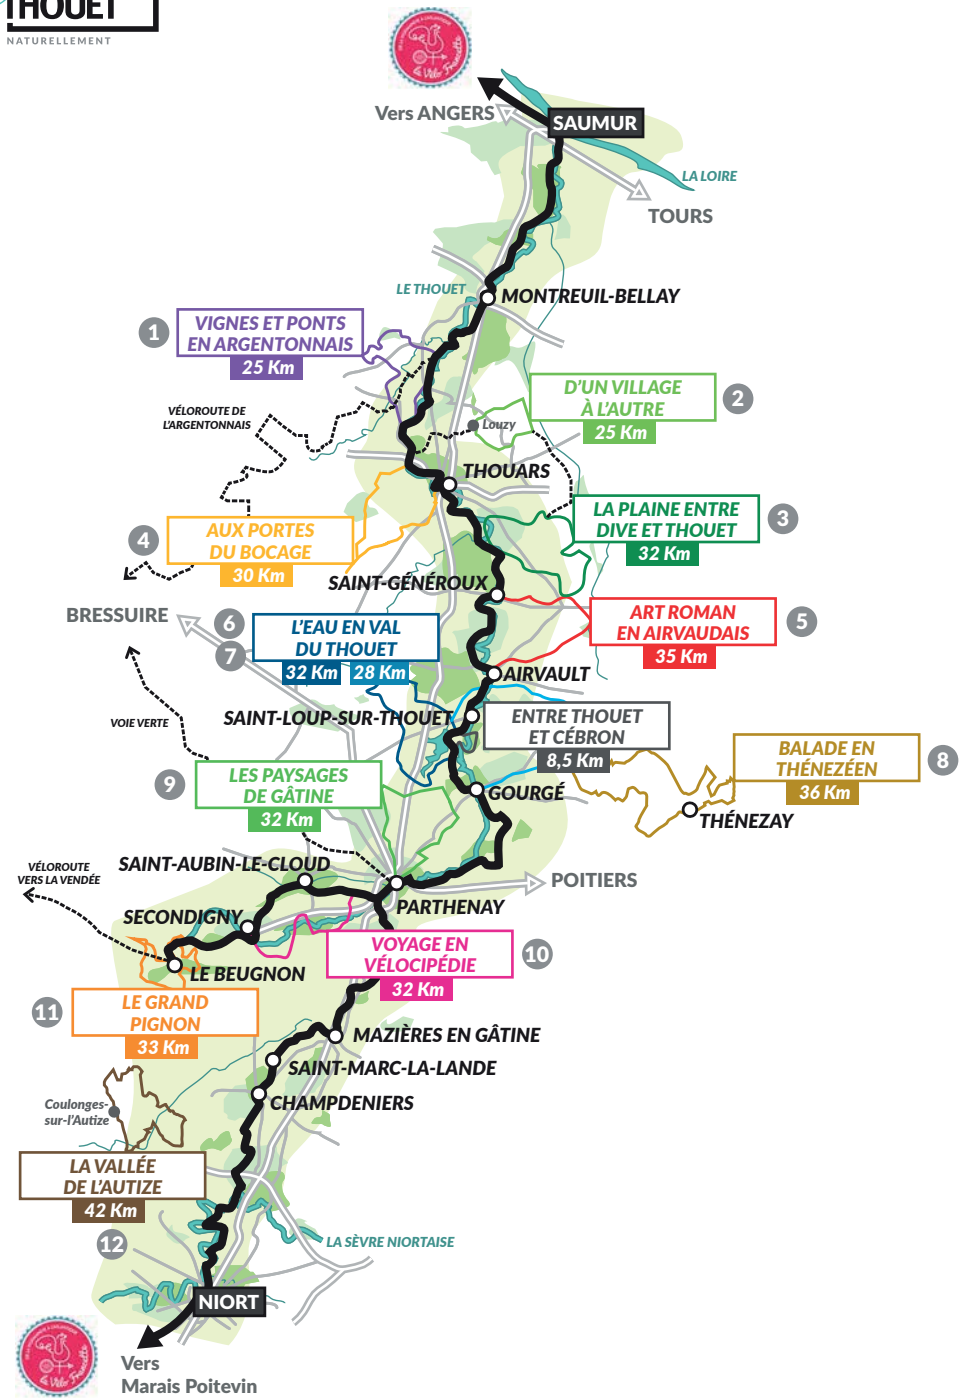 THOUET
NATURELLEMENT
La Vélo Francette
Vers ANGERS
SAUMUR
LA LOIRE
TOURS
LE THOUET
MONTREUIL-BELLAY
1
VIGNES ET PONTS
EN ARGENTONNAIS
25 Km
D'UN VILLAGE
À L'AUTRE
25 Km
2
VÉLOROUTE DE
L'ARGENTONNAIS
Louzy
THOUARS
LA PLAINE ENTRE
DIVE ET THOUET
32 Km
3
4
AUX PORTES
DU BOCAGE
30 Km
SAINT-GÉNÉROUX
BRESSUIRE
6
7
L'EAU EN VAL
DU THOUET
32 Km
28 Km
ART ROMAN
EN AIRVAUDAIS
35 Km
5
AIRVAULT
VOIE VERTE
SAINT-LOUP-SUR-THOUET
ENTRE THOUET
ET CÉBRON
8,5 Km
BALADE EN
THÉNEZÉEN
36 Km
8
9
LES PAYSAGES
DE GÂTINE
32 Km
GOURGÉ
THÉNEZAY
VÉLOROUTE
VERS LA VENDÉE
SAINT-AUBIN-LE-CLOUD
POITIERS
PARTHENAY
SECONDIGNY
VOYAGE EN
VÉLOCIPÉDIE
32 Km
10
LE BEUGNON
11
LE GRAND
PIGNON
33 Km
MAZIÈRES EN GÂTINE
SAINT-MARC-LA-LANDE
CHAMPDENIERS
Coulonges-
sur-l'Autize
LA VALLÉE
DE L'AUTIZE
42 Km
12
LA SÈVRE NIORTAISE
NIORT
La Vélo Francette
Vers
Marais Poitevin